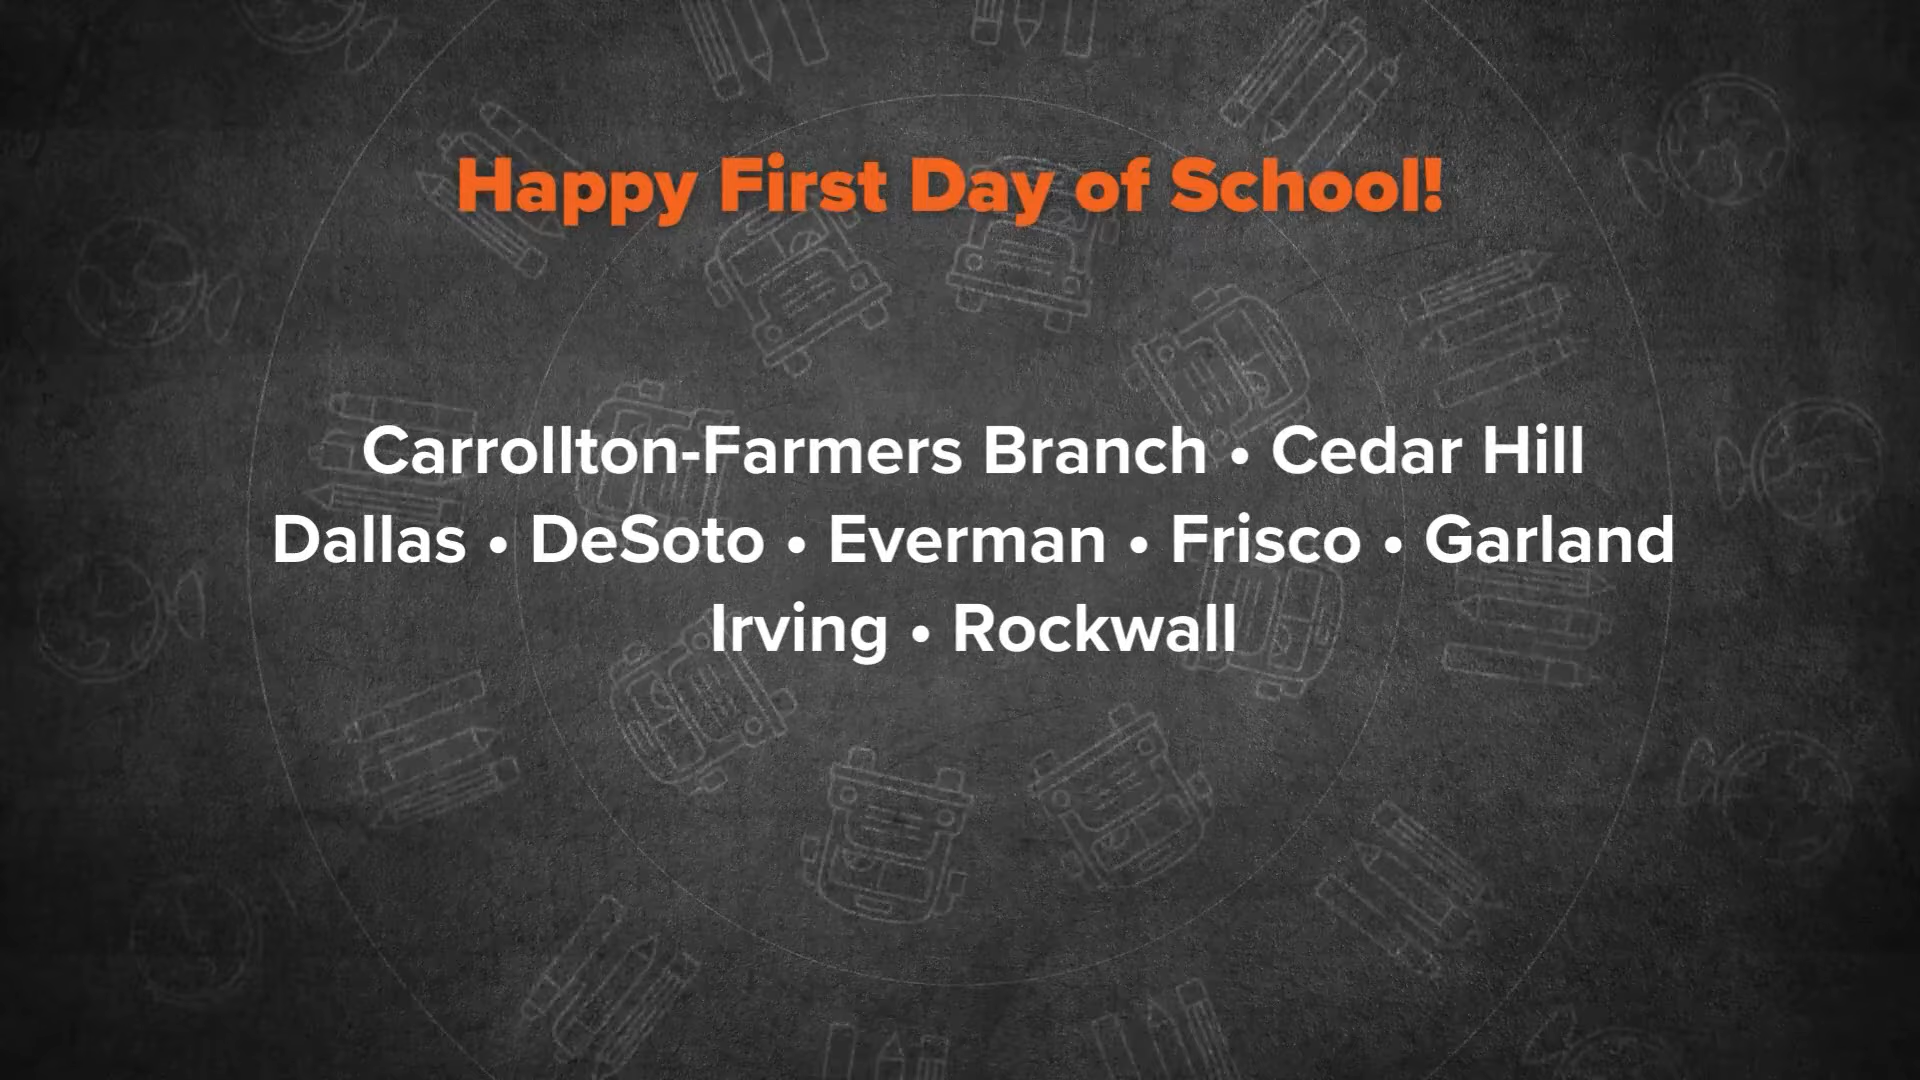 Happy First Day of School!
Carrollton-Farmers Branch • Cedar Hill
Dallas • DeSoto • Everman • Frisco • Garland
Irving • Rockwall